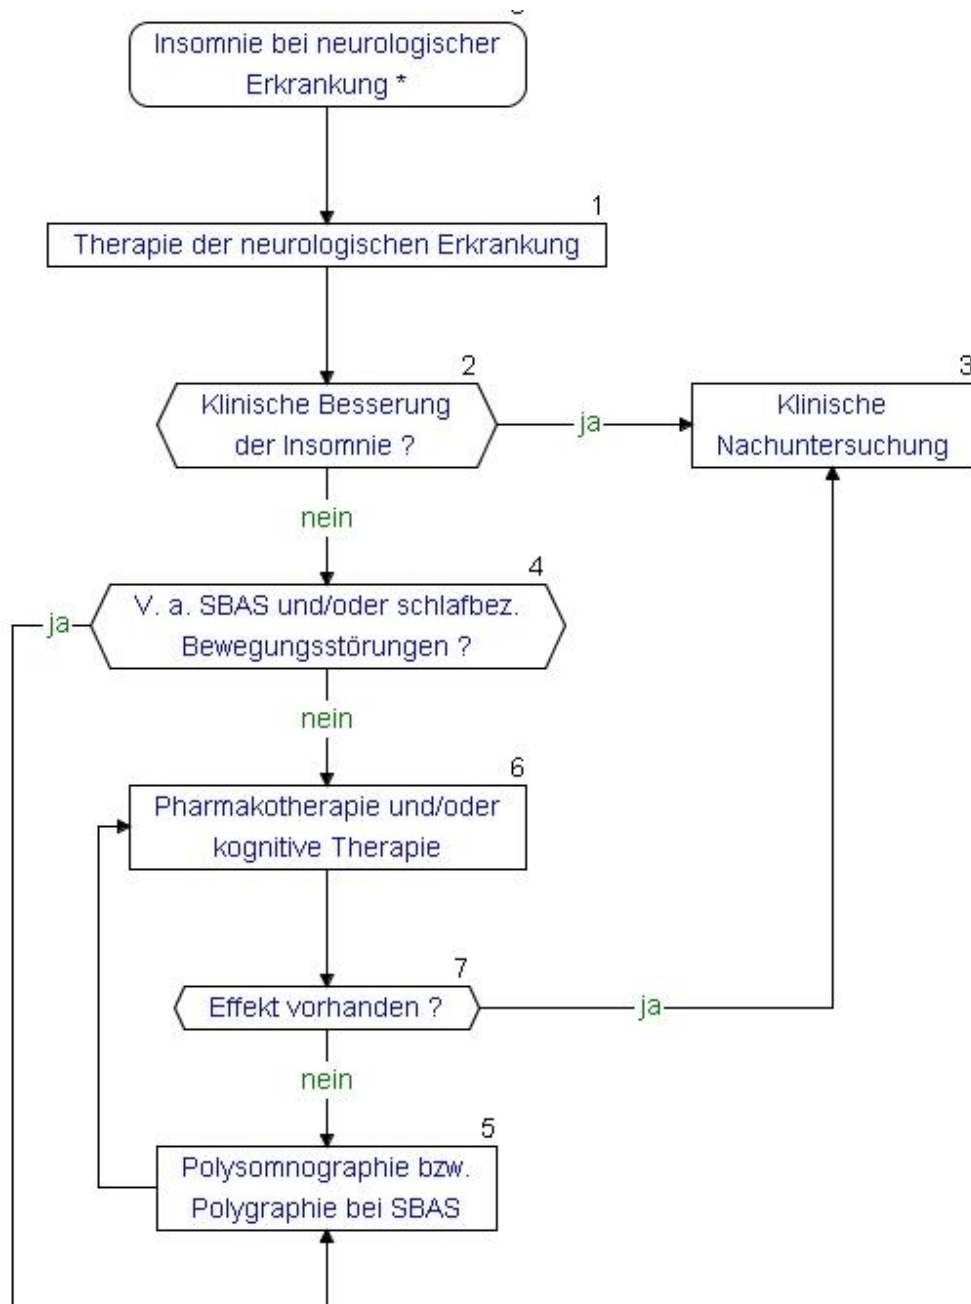 Insomnie bei neurologischer
Erkrankung *
1
Therapie der neurologischen Erkrankung
2
Klinische Besserung
der Insomnie ?
ja
3
Klinische
Nachuntersuchung
nein
4
V. a. SBAS und/oder schlafbez.
Bewegungsstörungen ?
ja
nein
6
Pharmakotherapie und/oder
kognitive Therapie
7
Effekt vorhanden ?
ja
nein
5
Polysomnographie bzw.
Polygraphie bei SBAS